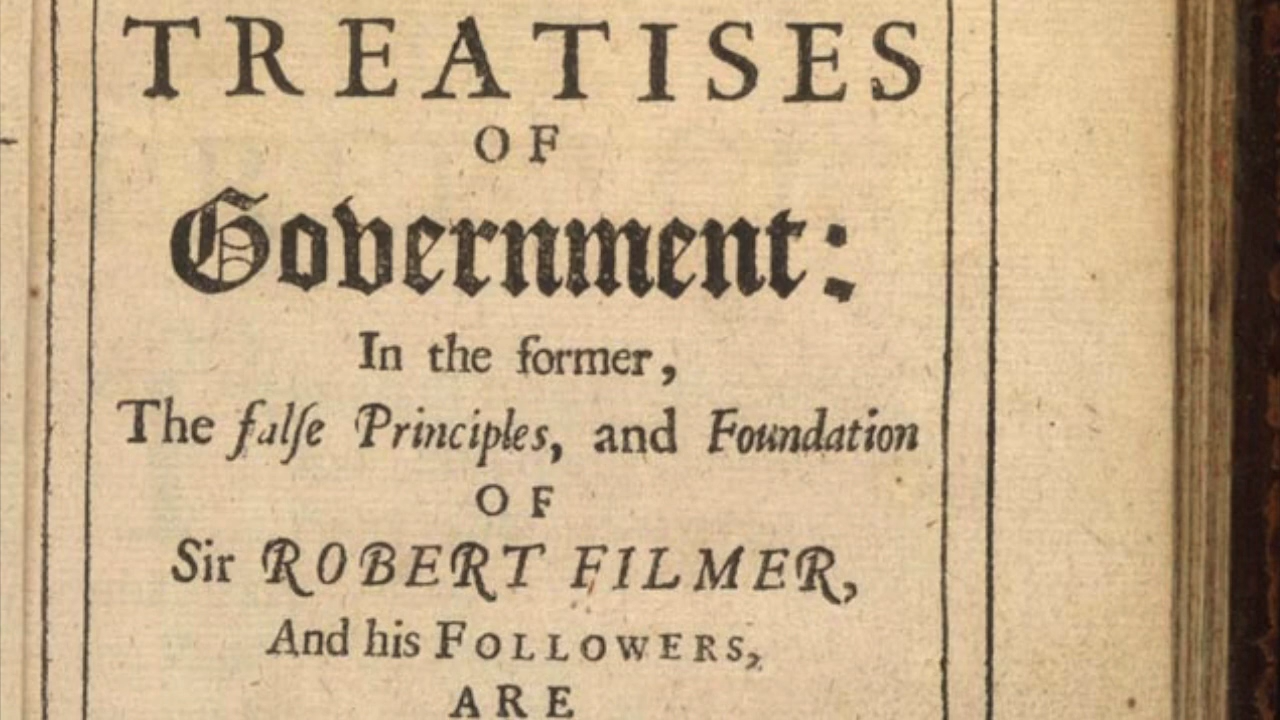 TREATISES
OF
Government:
In the former,
The falſe Principles, and Foundation
OF
Sir ROBERT FILMER,
And his FOLLOWERS,
ARE